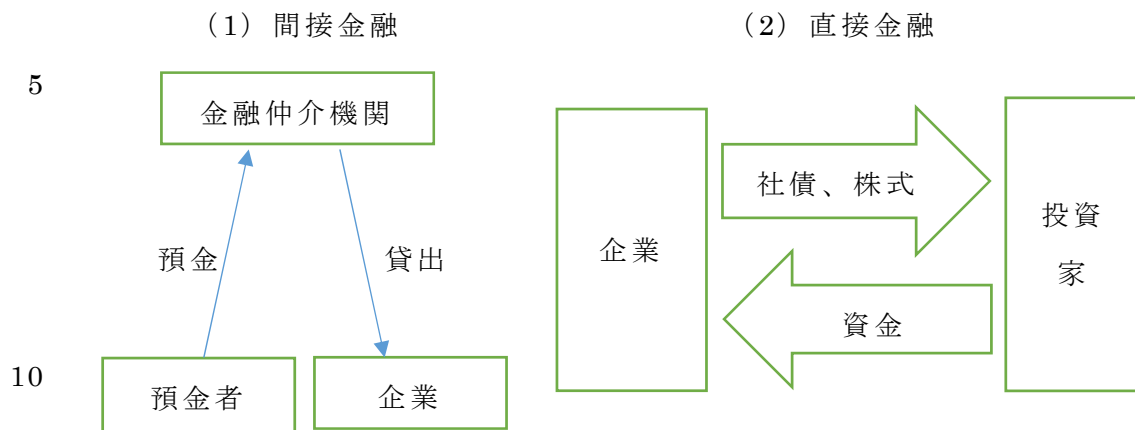 (1) 間接金融
(2) 直接金融
5
金融仲介機関
預金
貸出
10
預金者
企業
企業
社債、株式
資金
投資
家